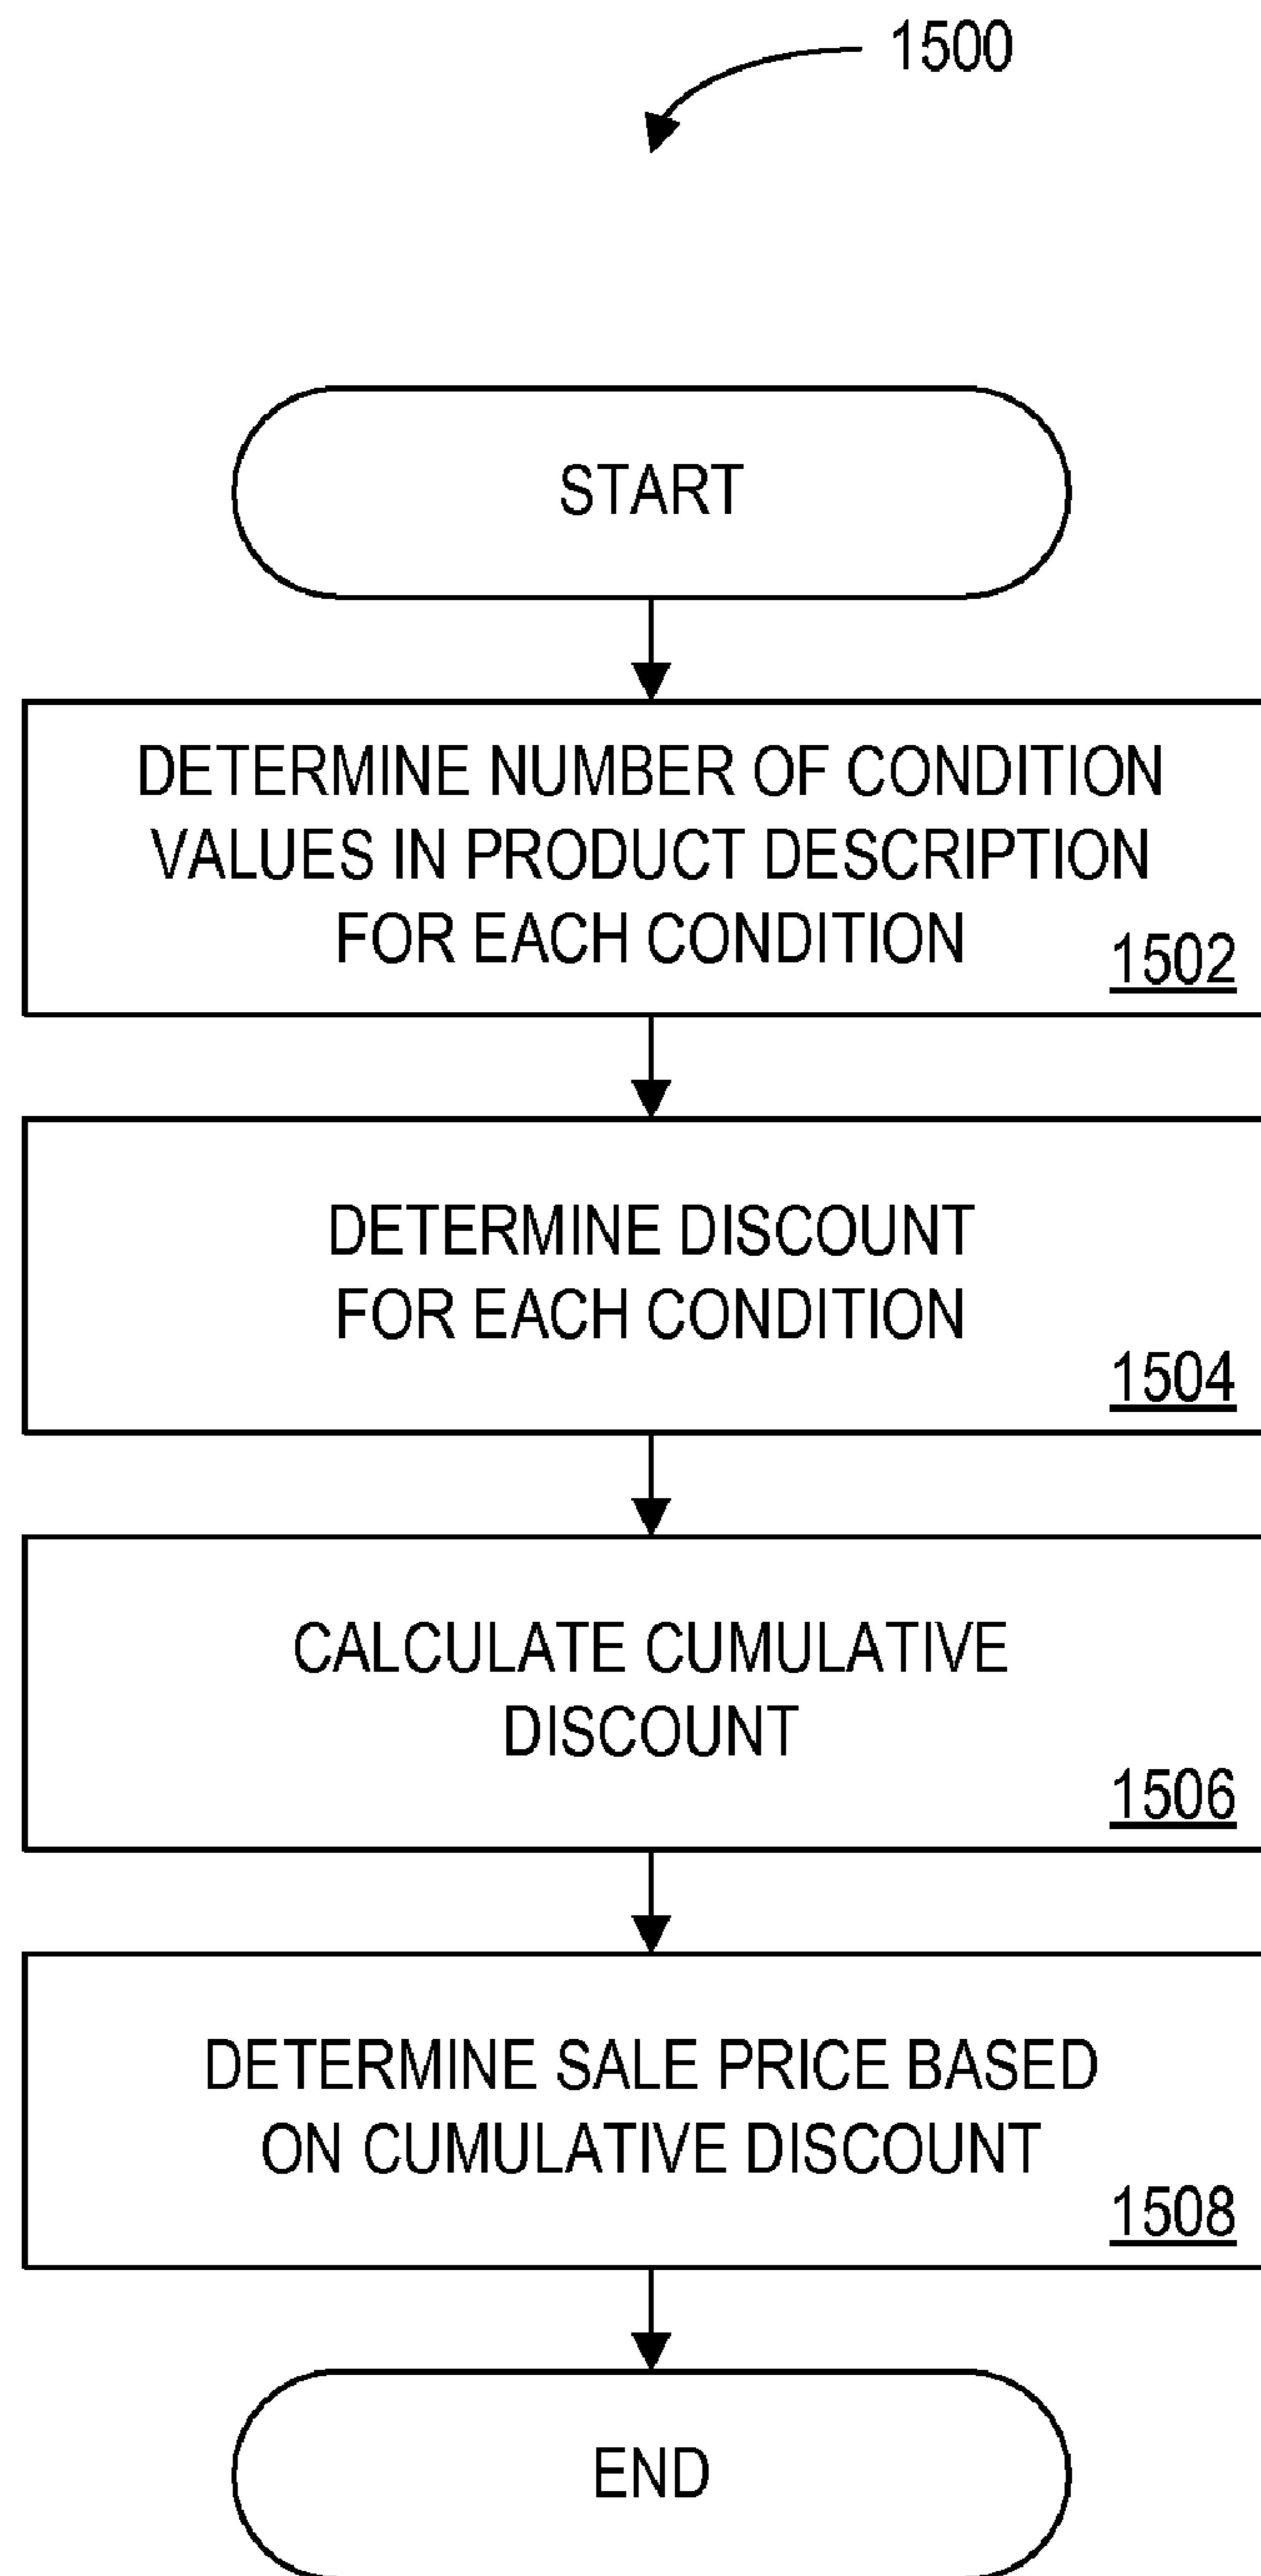 1500
START
DETERMINE NUMBER OF CONDITION
VALUES IN PRODUCT DESCRIPTION
FOR EACH CONDITION
1502
DETERMINE DISCOUNT
FOR EACH CONDITION
1504
CALCULATE CUMULATIVE
DISCOUNT
1506
DETERMINE SALE PRICE BASED
ON CUMULATIVE DISCOUNT
1508
END